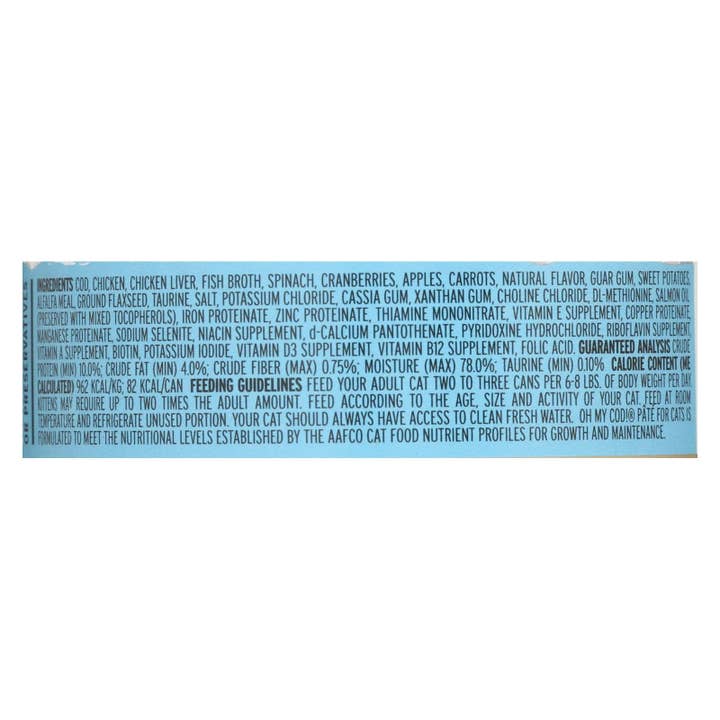 OR PRESERVATIVES
INGREDIENTS COD, CHICKEN, CHICKEN LIVER, FISH BROTH, SPINACH, CRANBERRIES, APPLES, CARROTS, NATURAL FLAVOR, GUAR GUM, SWEET POTATOES,
ALFALFA MEAL, GROUND FLAXSEED, TAURINE, SALT, POTASSIUM CHLORIDE, CASSIA GUM, XANTHAN GUM, CHOLINE CHLORIDE, DL-METHIONINE, SALMON OIL
(PRESERVED WITH MIXED TOCOPHEROLS), IRON PROTEINATE, ZINC PROTEINATE, THIAMINE MONONITRATE, VITAMIN E SUPPLEMENT, COPPER PROTEINATE,
MANGANESE PROTEINATE, SODIUM SELENITE, NIACIN SUPPLEMENT, d-CALCIUM PANTOTHENATE, PYRIDOXINE HYDROCHLORIDE, RIBOFLAVIN SUPPLEMENT,
VITAMIN A SUPPLEMENT, BIOTIN, POTASSIUM IODIDE, VITAMIN D3 SUPPLEMENT, VITAMIN B12 SUPPLEMENT, FOLIC ACID. GUARANTEED ANALYSIS CRUDE
PROTEIN (MIN) 10.0%; CRUDE FAT (MIN) 4.0%; CRUDE FIBER (MAX) 0.75%; MOISTURE (MAX) 78.0%; TAURINE (MIN) 0.10% CALORIE CONTENT (ME
CALCULATED) 962 KCAL/KG; 82 KCAL/CAN FEEDING GUIDELINES FEED YOUR ADULT CAT TWO TO THREE CANS PER 6-8 LBS. OF BODY WEIGHT PER DAY
KITTENS MAY REQUIRE UP TO TWO TIMES THE ADULT AMOUNT. FEED ACCORDING TO THE AGE, SIZE AND ACTIVITY OF YOUR CAT. FEED AT ROOM
TEMPERATURE AND REFRIGERATE UNUSED PORTION. YOUR CAT SHOULD ALWAYS HAVE ACCESS TO CLEAN FRESH WATER. OH MY COD!® PÂTÉ FOR CATS IS
FORMULATED TO MEET THE NUTRITIONAL LEVELS ESTABLISHED BY THE AAFCO CAT FOOD NUTRIENT PROFILES FOR GROWTH AND MAINTENANCE.